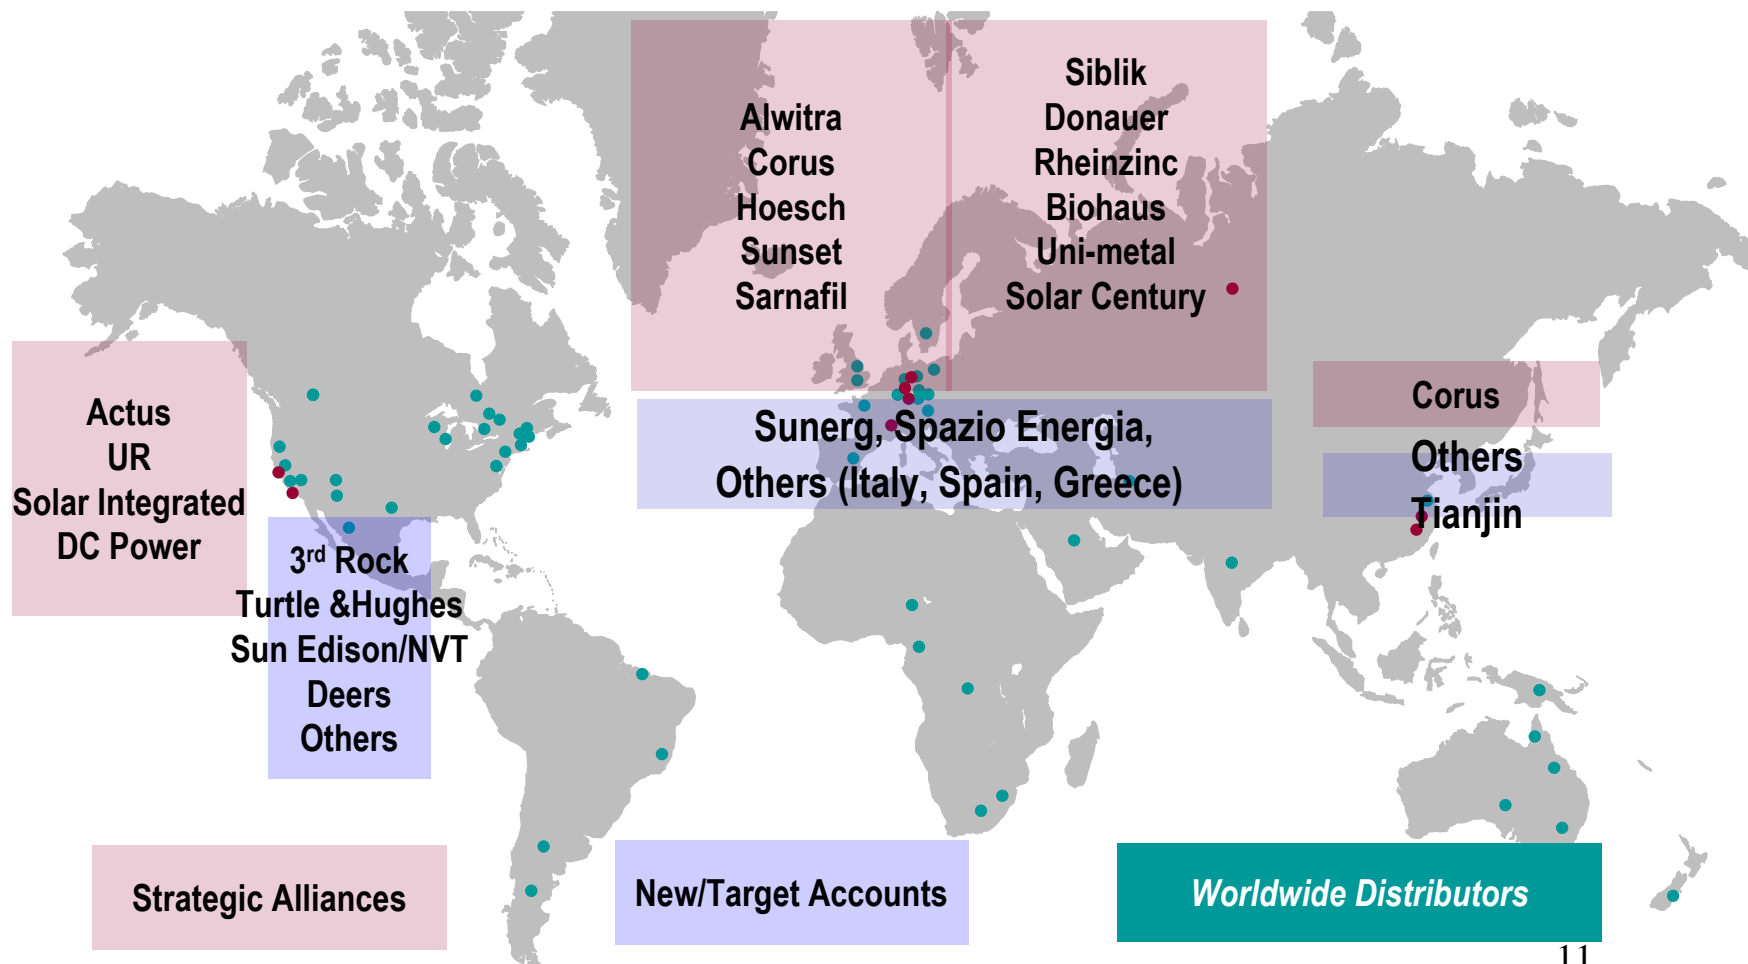 Siblik
Alwitra
Donauer
Corus
Rheinzinc
Hoesch
Biohaus
Sunset
Uni-metal
Sarnafil
Solar Century
Actus
UR
Solar Integrated
DC Power
3rd Rock
Turtle &Hughes
Sun Edison/NVT
Deers
Others
Sunerg, Spazio Energia,
Others (Italy, Spain, Greece)
Corus
Others
Tianjin
Strategic Alliances
New/Target Accounts
Worldwide Distributors
11